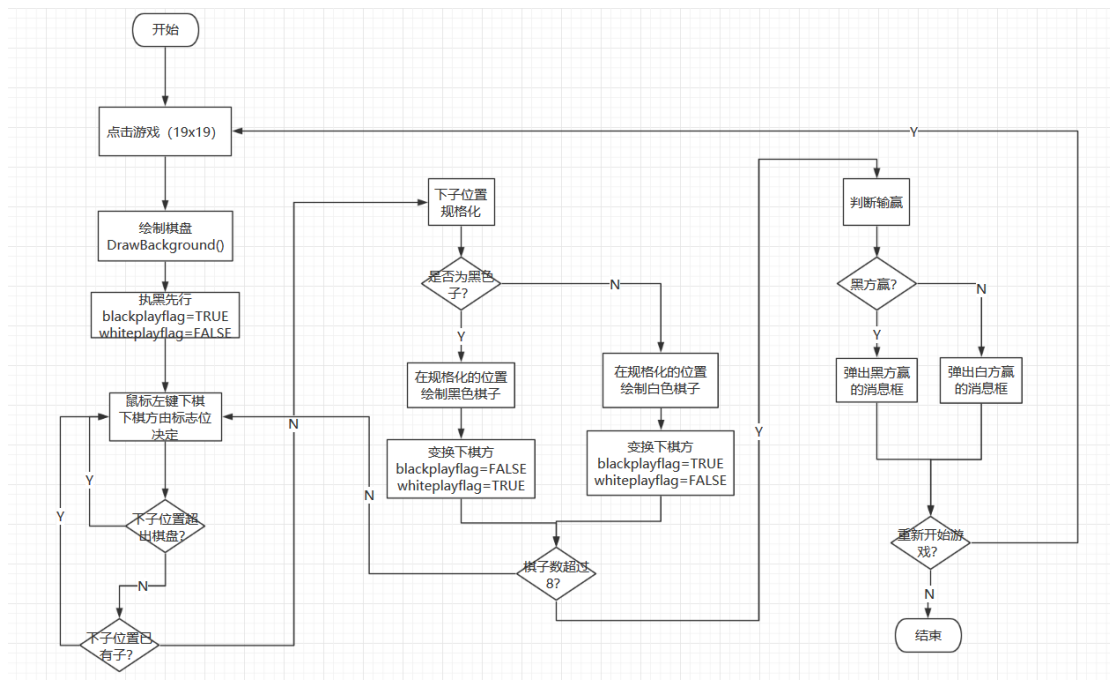 开始
点击游戏（19x19）
绘制棋盘
DrawBackground()
执黑先行
blackplayflag=TRUE
whiteplayflag=FALSE
鼠标左键下棋
下棋方由标志位
决定
Y
Y
下子位置超
出棋盘?
N
下子位置已
有子?
N
下子位置
规格化
是否为黑色
子?
N
Y
在规格化的位置
绘制黑色棋子
在规格化的位置
绘制白色棋子
变换下棋方
blackplayflag=FALSE
whiteplayflag=TRUE
变换下棋方
blackplayflag=TRUE
whiteplayflag=FALSE
N
棋子数超过
8?
Y
判断输赢
黑方赢?
N
Y
弹出黑方赢
的消息框
弹出白方赢
的消息框
重新开始游
戏?
Y
N
结束